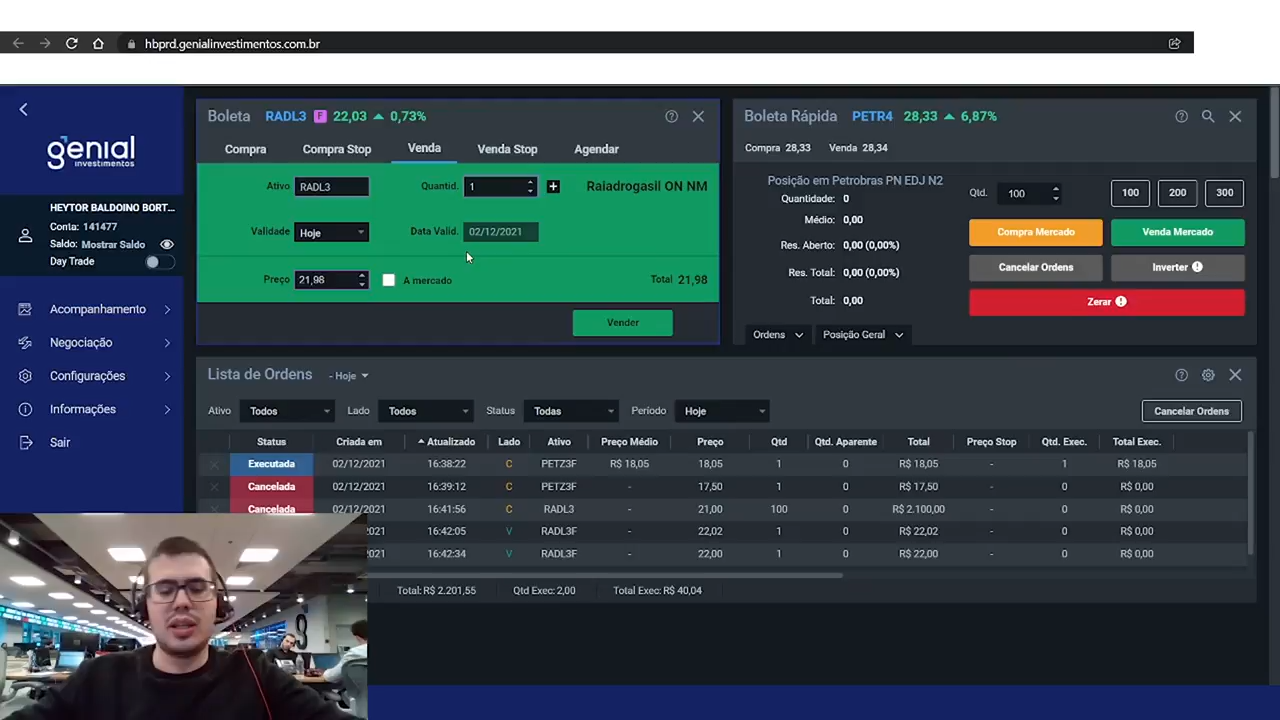 hbprd.genialinvestimentos.com.br
genial
investimentos
HEYTOR BALDOINO BORT...
Conta: 141477
Saldo: Mostrar Saldo
Day Trade
Acompanhamento
Negociação
Configurações
Informações
Sair
Boleta RADL3 F 22,03 0,73%
Compra Compra Stop Venda Venda Stop Agendar
Ativo RADL3 Quantid. 1 + Raiadrogasil ON NM
Validade Hoje Data Valid. 02/12/2021
Preço 21,98 A mercado Total 21,98
Vender
Boleta Rápida PETR4 28,33 6,87%
Compra 28,33 Venda 28,34
Posição em Petrobras PN EDJ N2
Quantidade: 0
Médio: 0,00
Res. Aberto: 0,00 (0,00%)
Res. Total: 0,00 (0,00%)
Total: 0,00
Qtd. 100 100 200 300
Compra Mercado Venda Mercado
Cancelar Ordens Inverter
Zerar
Ordens Posição Geral
Lista de Ordens - Hoje
Ativo Todos Lado Todos Status Todas Período Hoje Cancelar Ordens
Status Criada em Atualizado Lado Ativo Preço Médio Preço Qtd Qtd. Aparente Total Preço Stop Qtd. Exec. Total Exec.
Executada 02/12/2021 16:38:22 C PETZ3F R$ 18,05 18,05 1 0 R$ 18,05 - 1 R$ 18,05
Cancelada 02/12/2021 16:39:12 C PETZ3F - 17,50 1 0 R$ 17,50 - 0 R$ 0,00
Cancelada 02/12/2021 16:41:56 C RADL3 - 21,00 100 0 R$ 2.100,00 - 0 R$ 0,00
2021 16:42:05 V RADL3F - 22,02 1 0 R$ 22,02 - 0 R$ 0,00
2021 16:42:34 V RADL3F - 22,00 1 0 R$ 22,00 - 0 R$ 0,00
Total: R$ 2.201,55 Qtd Exec: 2,00 Total Exec: R$ 40,04